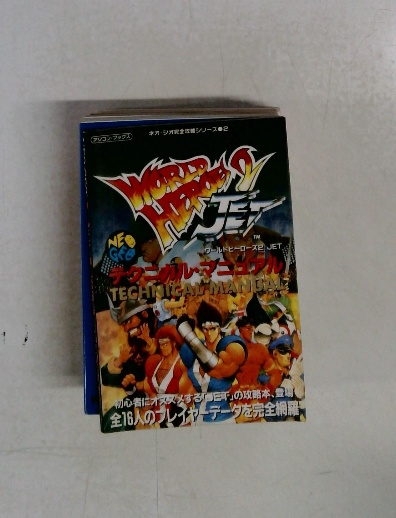 アソコン・ブックス
ネオ・ジオ完全攻略シリーズ●2
WORLD
HEROES 2
JET
TM
ワールドヒーローズ2 JET
NEO
GEO
テクニカル・マニュアル
TECHNICAL MANUAL
初心者にオススメする「JET」の攻略本、登場
全16人のプレイヤーデータを完全網羅